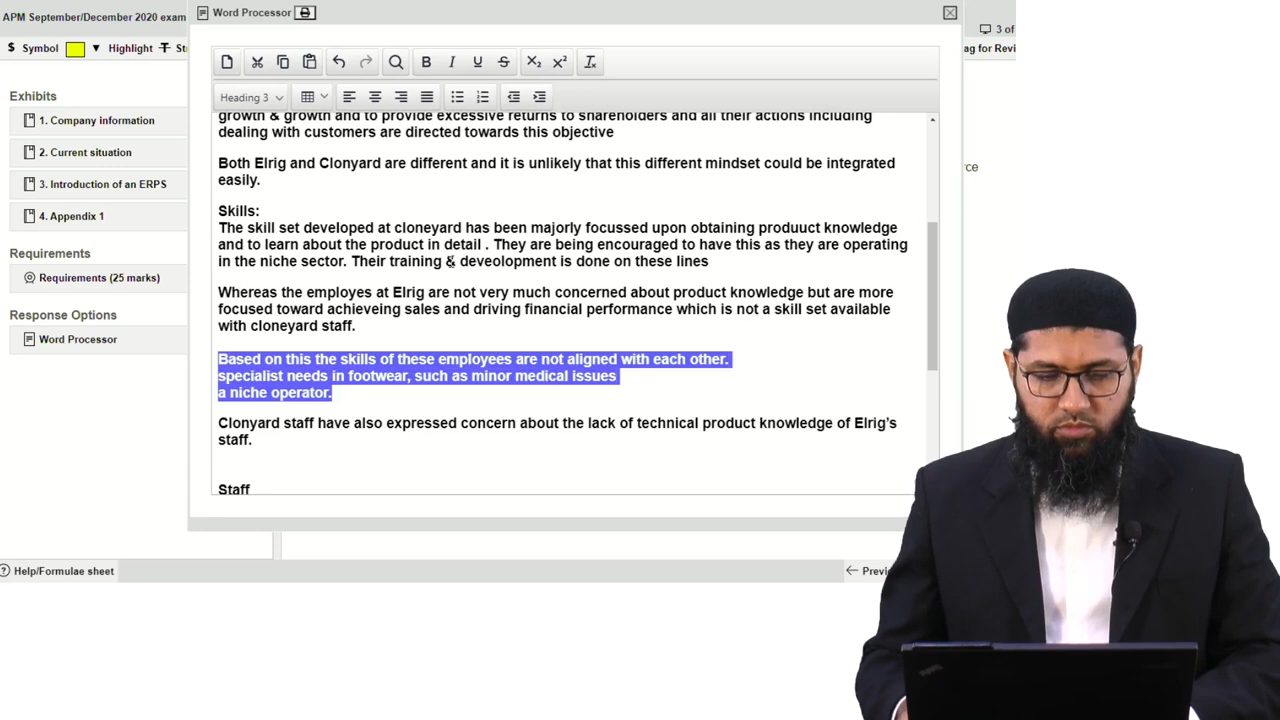 APM September/December 2020 exam
Word Processor
3 of
$ Symbol
Highlight
T St
ag for Revi
Heading 3
Exhibits
1. Company information
2. Current situation
3. Introduction of an ERPS
4. Appendix 1
Requirements
Requirements (25 marks)
Response Options
Word Processor
growth & growth and to provide excessive returns to shareholders and all their actions including
dealing with customers are directed towards this objective
Both Elrig and Clonyard are different and it is unlikely that this different mindset could be integrated
easily.
rce
Skills:
The skill set developed at cloneyard has been majorly focussed upon obtaining produuct knowledge
and to learn about the product in detail . They are being encouraged to have this as they are operating
in the niche sector. Their training & deveolopment is done on these lines
Whereas the employes at Elrig are not very much concerned about product knowledge but are more
focused toward achieveing sales and driving financial performance which is not a skill set available
with cloneyard staff.
Based on this the skills of these employees are not aligned with each other.
specialist needs in footwear, such as minor medical issues
a niche operator.
Clonyard staff have also expressed concern about the lack of technical product knowledge of Elrig's
staff.
Staff
Help/Formulae sheet
Previ